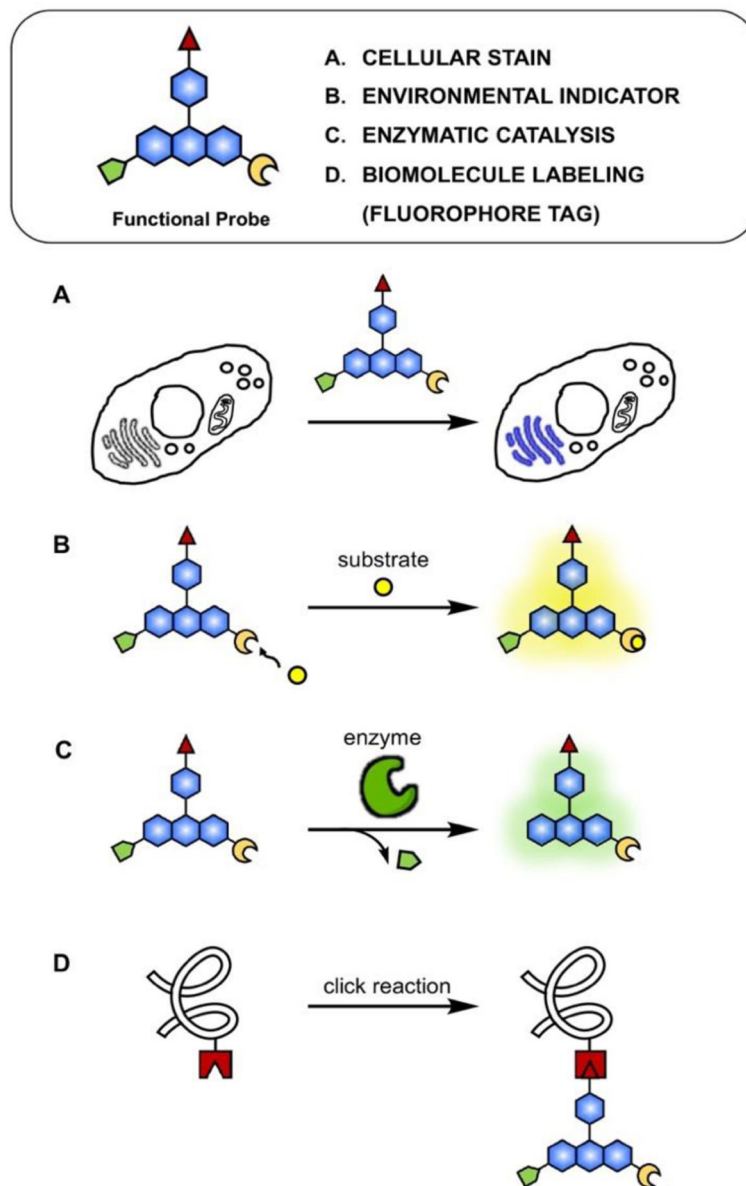 A. CELLULAR STAIN
B. ENVIRONMENTAL INDICATOR
C. ENZYMATIC CATALYSIS
D. BIOMOLECULE LABELING
(FLUOROPHORE TAG)
Functional Probe
A
B
substrate
C
enzyme
D
click reaction